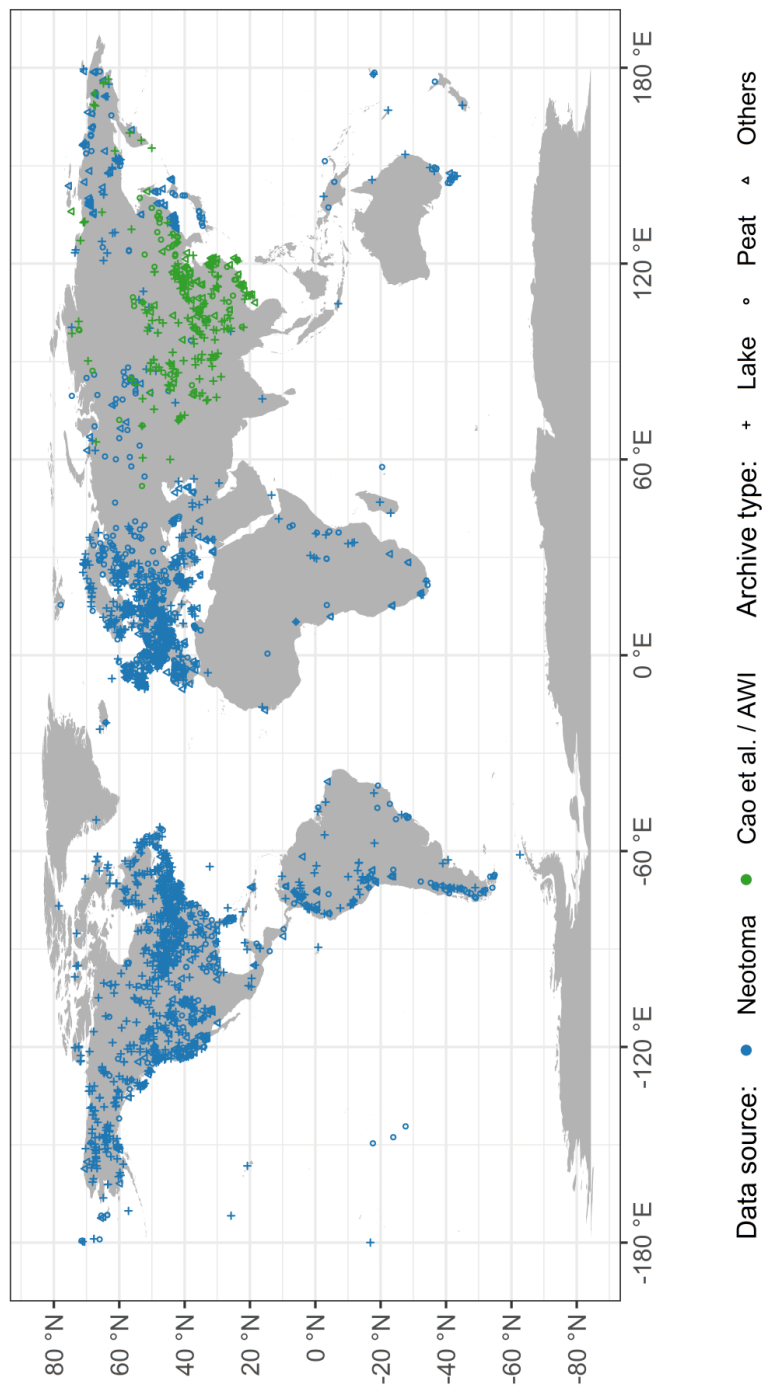 80 °N
60 °N
40 °N
20 °N
0 °N
-20 °N
-40 °N
-60 °N
-80 °N
-180 °E
-120 °E
-60 °E
0 °E
60 °E
120 °E
180 °E
Data source: Neotoma Cao et al. / AWI Archive type: Lake Peat Others